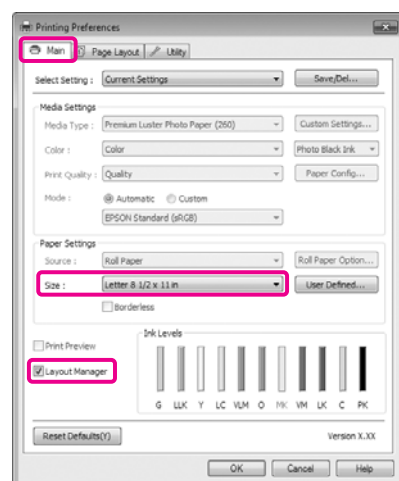 Printing Preferences
Main Page Layout Utility
Select Setting : Current Settings Save/Del...
Media Settings
Media Type : Premium Luster Photo Paper (260) Custom Settings...
Color : Color Photo Black Ink
Print Quality : Quality Paper Config...
Mode : Automatic Custom
EPSON Standard (sRGB)
Paper Settings
Source : Roll Paper Roll Paper Option...
Size : Letter 8 1/2 x 11 in User Defined...
Borderless
Ink Levels
Print Preview
Layout Manager
G LLK Y LC VLM O MK VM LK C PK
Reset Defaults(Y) Version X.XX
OK Cancel Help